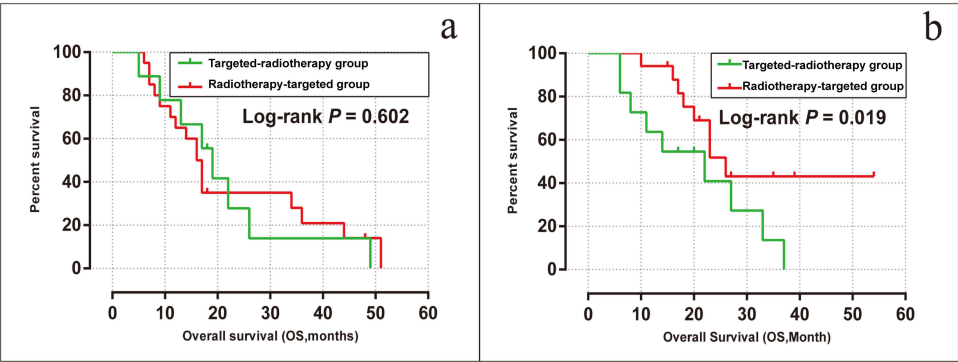 a
Targeted-radiotherapy group
Radiotherapy-targeted group
Log-rank P = 0.602
Percent survival
100
80
60
40
20
0
0 10 20 30 40 50 60
Overall survival (OS,months)
b
Targeted-radiotherapy group
Radiotherapy-targeted group
Log-rank P = 0.019
Percent survival
100
80
60
40
20
0
0 10 20 30 40 50 60
Overall Survival (OS,Month)